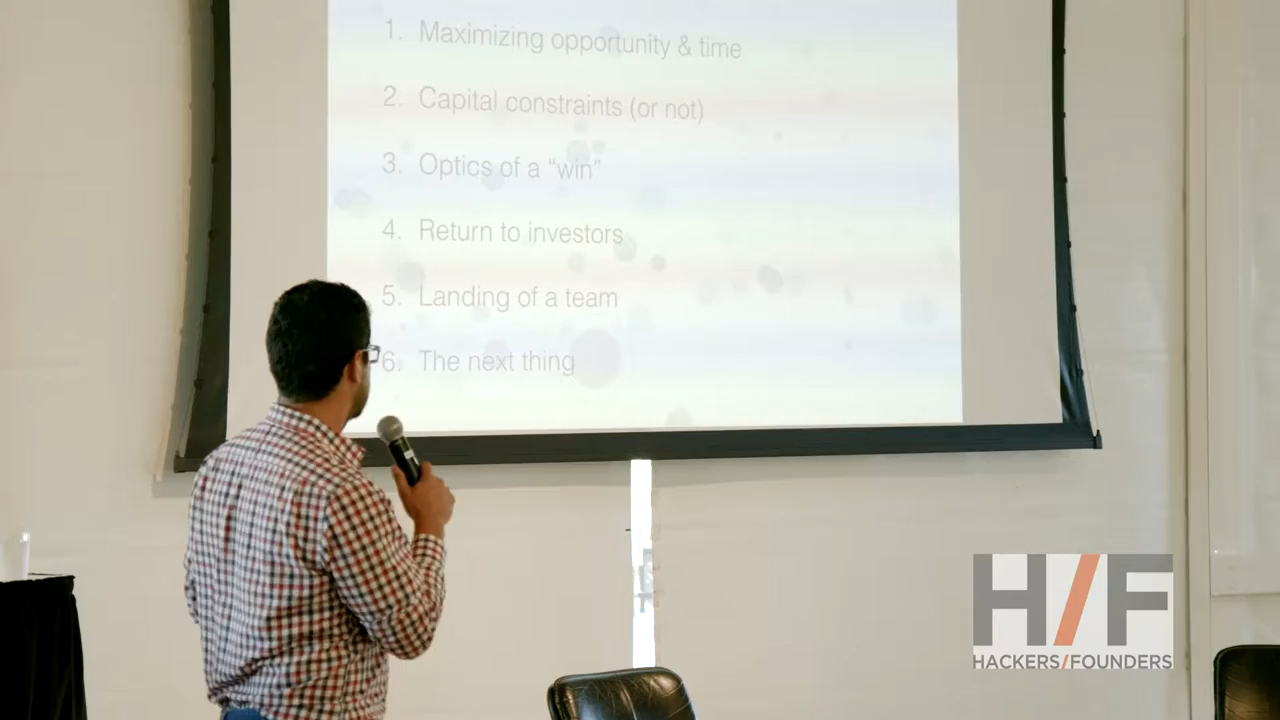 1. Maximizing opportunity & time
2. Capital constraints (or not)
3. Optics of a “win”
4. Return to investors
5. Landing of a team
6. The next thing
H/F
HACKERS/FOUNDERS